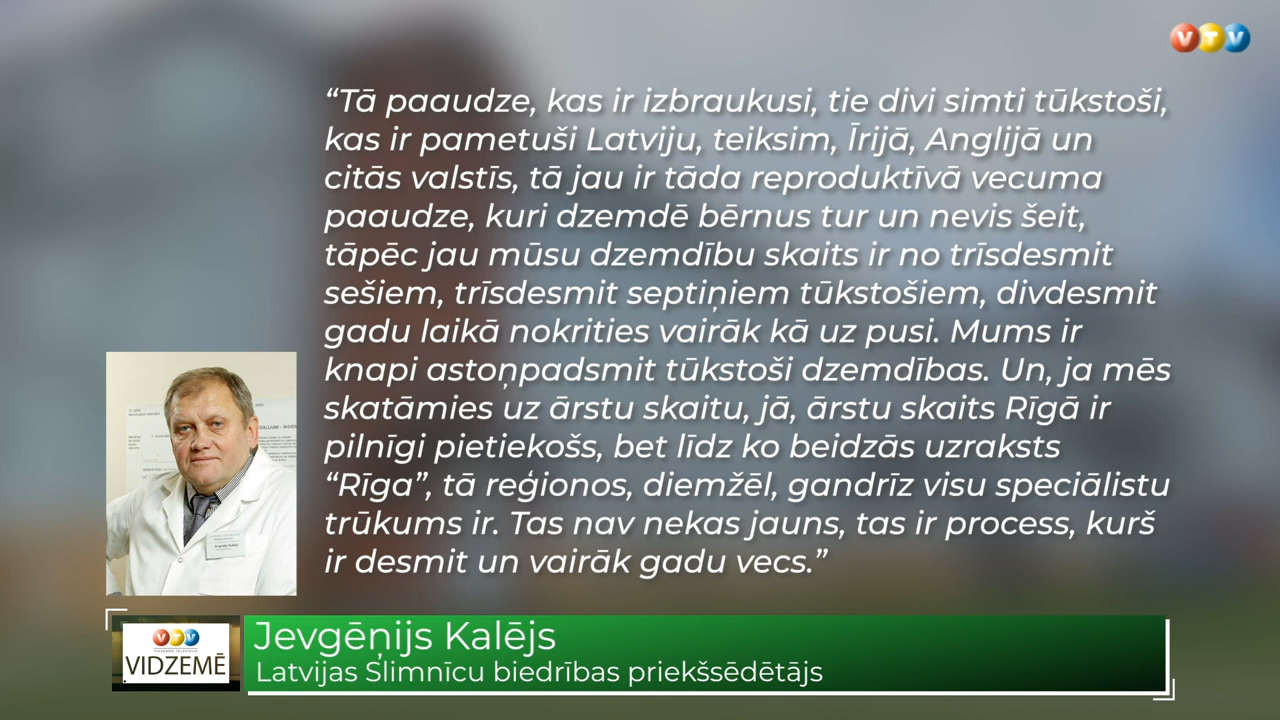 VTV
“Tā paaudze, kas ir izbraukusi, tie divi simti tūkstoši,
kas ir pametuši Latviju, teiksim, Īrijā, Anglijā un
citās valstīs, tā jau ir tāda reproduktīvā vecuma
paaudze, kuri dzemdē bērnus tur un nevis šeit,
tāpēc jau mūsu dzemdību skaits ir no trīsdesmit
sešiem, trīsdesmit septiņiem tūkstošiem, divdesmit
gadu laikā nokrities vairāk kā uz pusi. Mums ir
knapi astoņpadsmit tūkstoši dzemdības. Un, ja mēs
skatāmies uz ārstu skaitu, jā, ārstu skaits Rīgā ir
pilnīgi pietiekošs, bet līdz ko beidzās uzraksts
“Rīga”, tā reģionos, diemžēl, gandrīz visu speciālistu
trūkums ir. Tas nav nekas jauns, tas ir process, kurš
ir desmit un vairāk gadu vecs.”
Jevgēņijs Kalējs
Latvijas Slimnīcu biedrības priekšsēdētājs
VTV
VIDZEMĒ